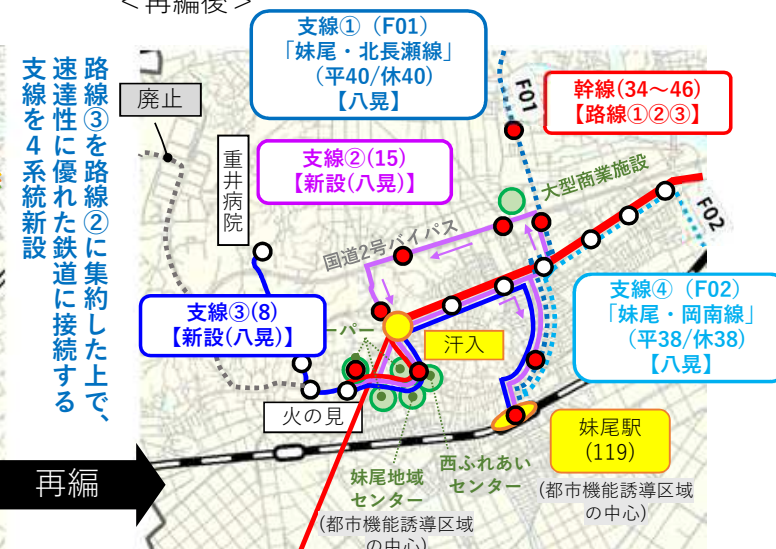 <再編後>
路線③を路線②に集約した上で、
速達性に優れた鉄道に接続する
支線を4系統新設
再編
支線①（F01）
「妹尾・北長瀬線」
(平40/休40)
【八晃】
F01
幹線(34～46)
【路線①②③】
廃止
重井病院
支線②(15)
【新設(八晃)】
大型商業施設
国道2号バイパス
F02
支線③(8)
【新設(八晃)】
ーパー
汗入
支線④（F02）
「妹尾・岡南線」
(平38/休38)
【八晃】
火の見
妹尾駅
(119)
(都市機能誘導区域
の中心)
妹尾地域
センター
西ふれあい
センター
(都市機能誘導区域
の中心)